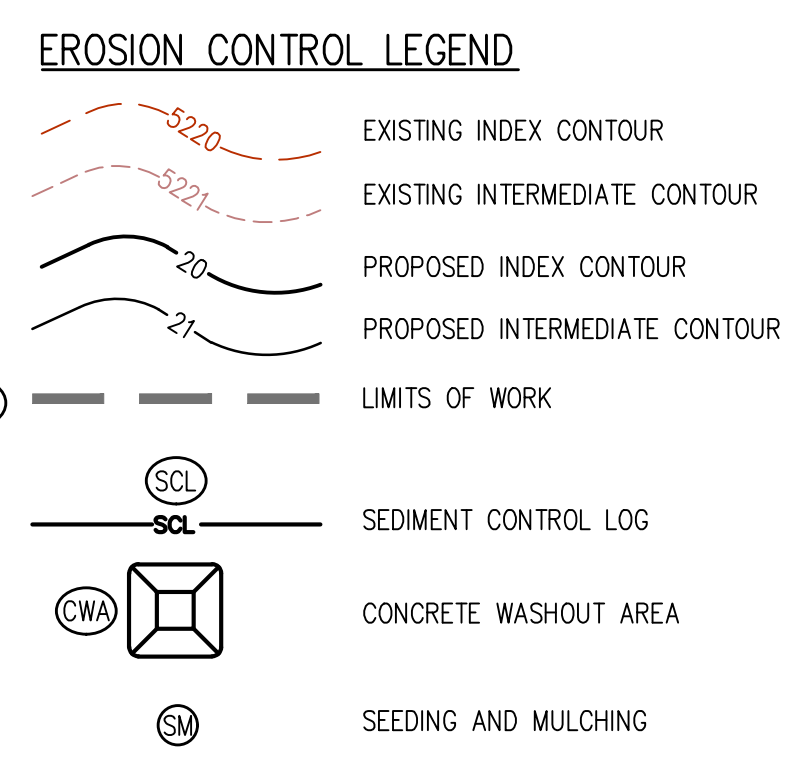 EROSION CONTROL LEGEND
5220 EXISTING INDEX CONTOUR
5221 EXISTING INTERMEDIATE CONTOUR
20 PROPOSED INDEX CONTOUR
21 PROPOSED INTERMEDIATE CONTOUR
LIMITS OF WORK
SCL
SCL SEDIMENT CONTROL LOG
CWA CONCRETE WASHOUT AREA
SM SEEDING AND MULCHING